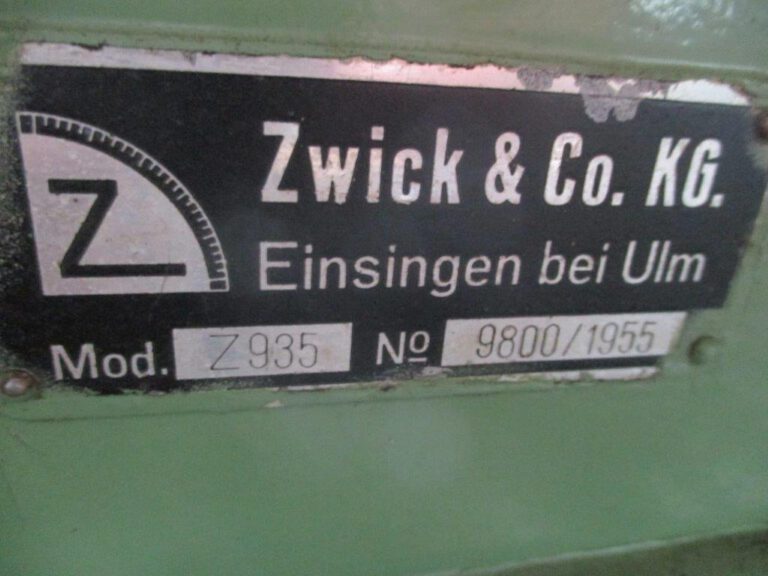 Z
Zwick & Co. KG.
Einsingen bei Ulm
Mod. Z935 Nº 9800/1955